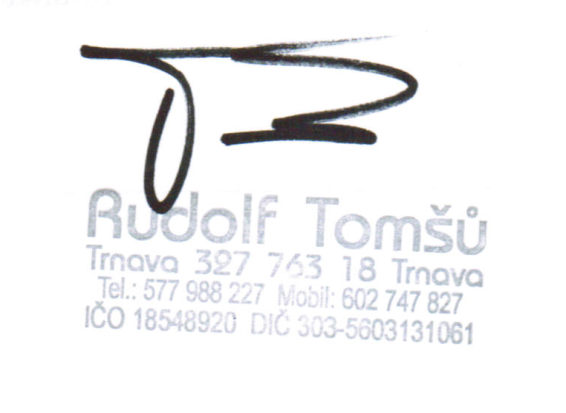 Rudolf Tomšů
Trnava 327 763 18 Trnava
Tel.: 577 988 227 Mobil: 602 747 827
IČO 18548920 DIČ 303-5603131061